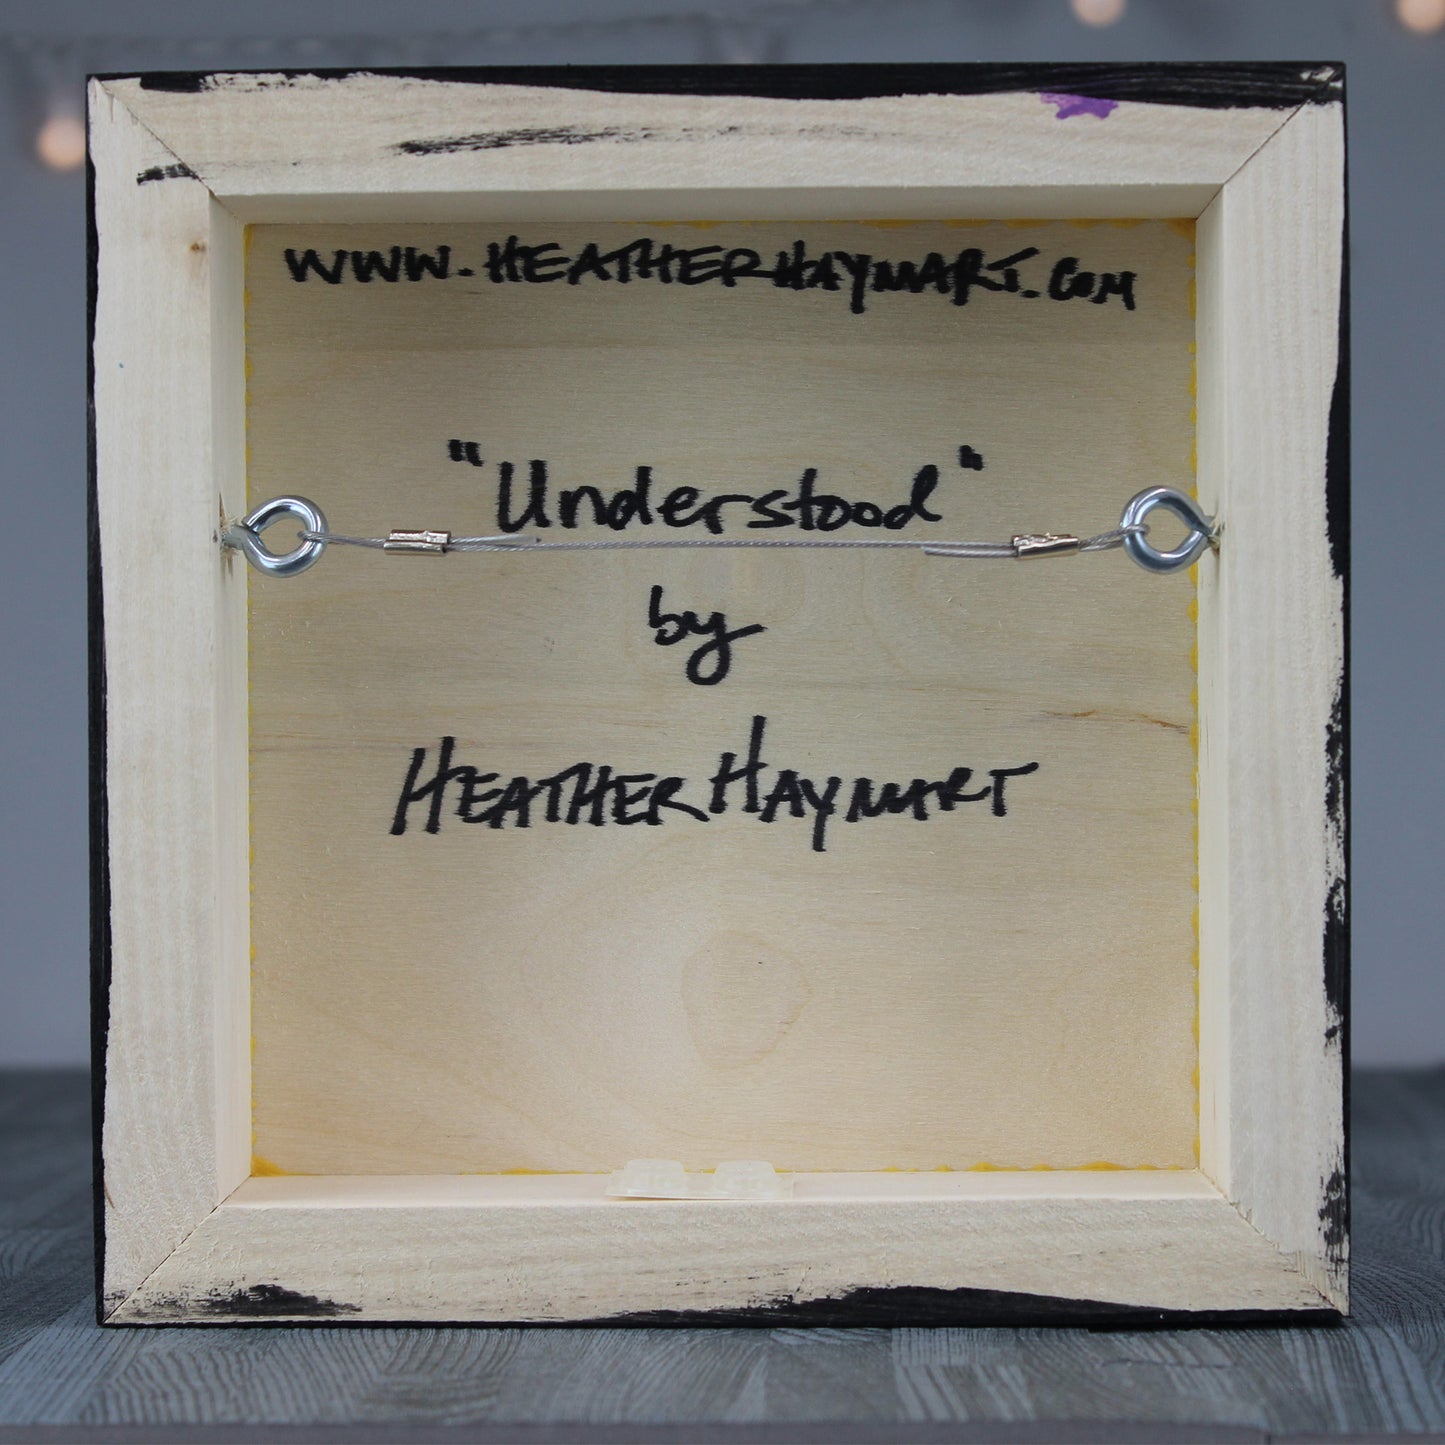 WWW.HEATHERHAYMART.COM
"Understood"
by
HEATHER HAYMART